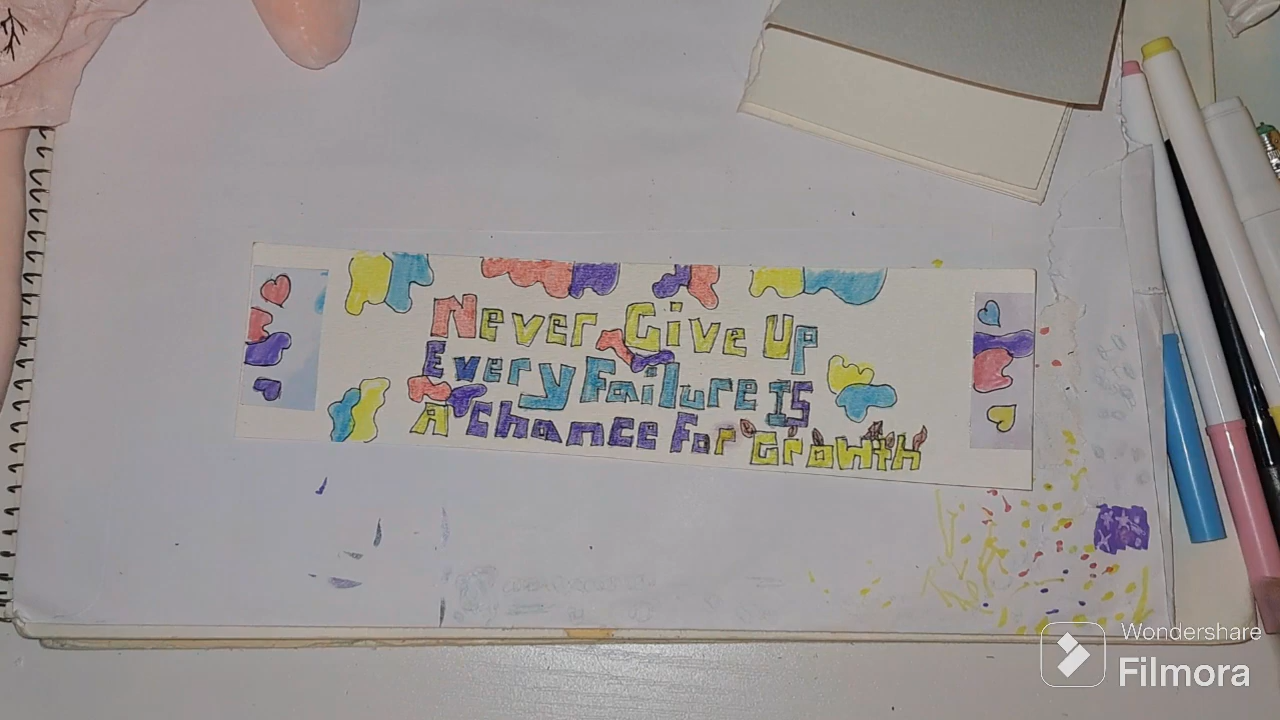 Never Give Up
Every Failure IS
A Chance For Growth
Wondershare
Filmora